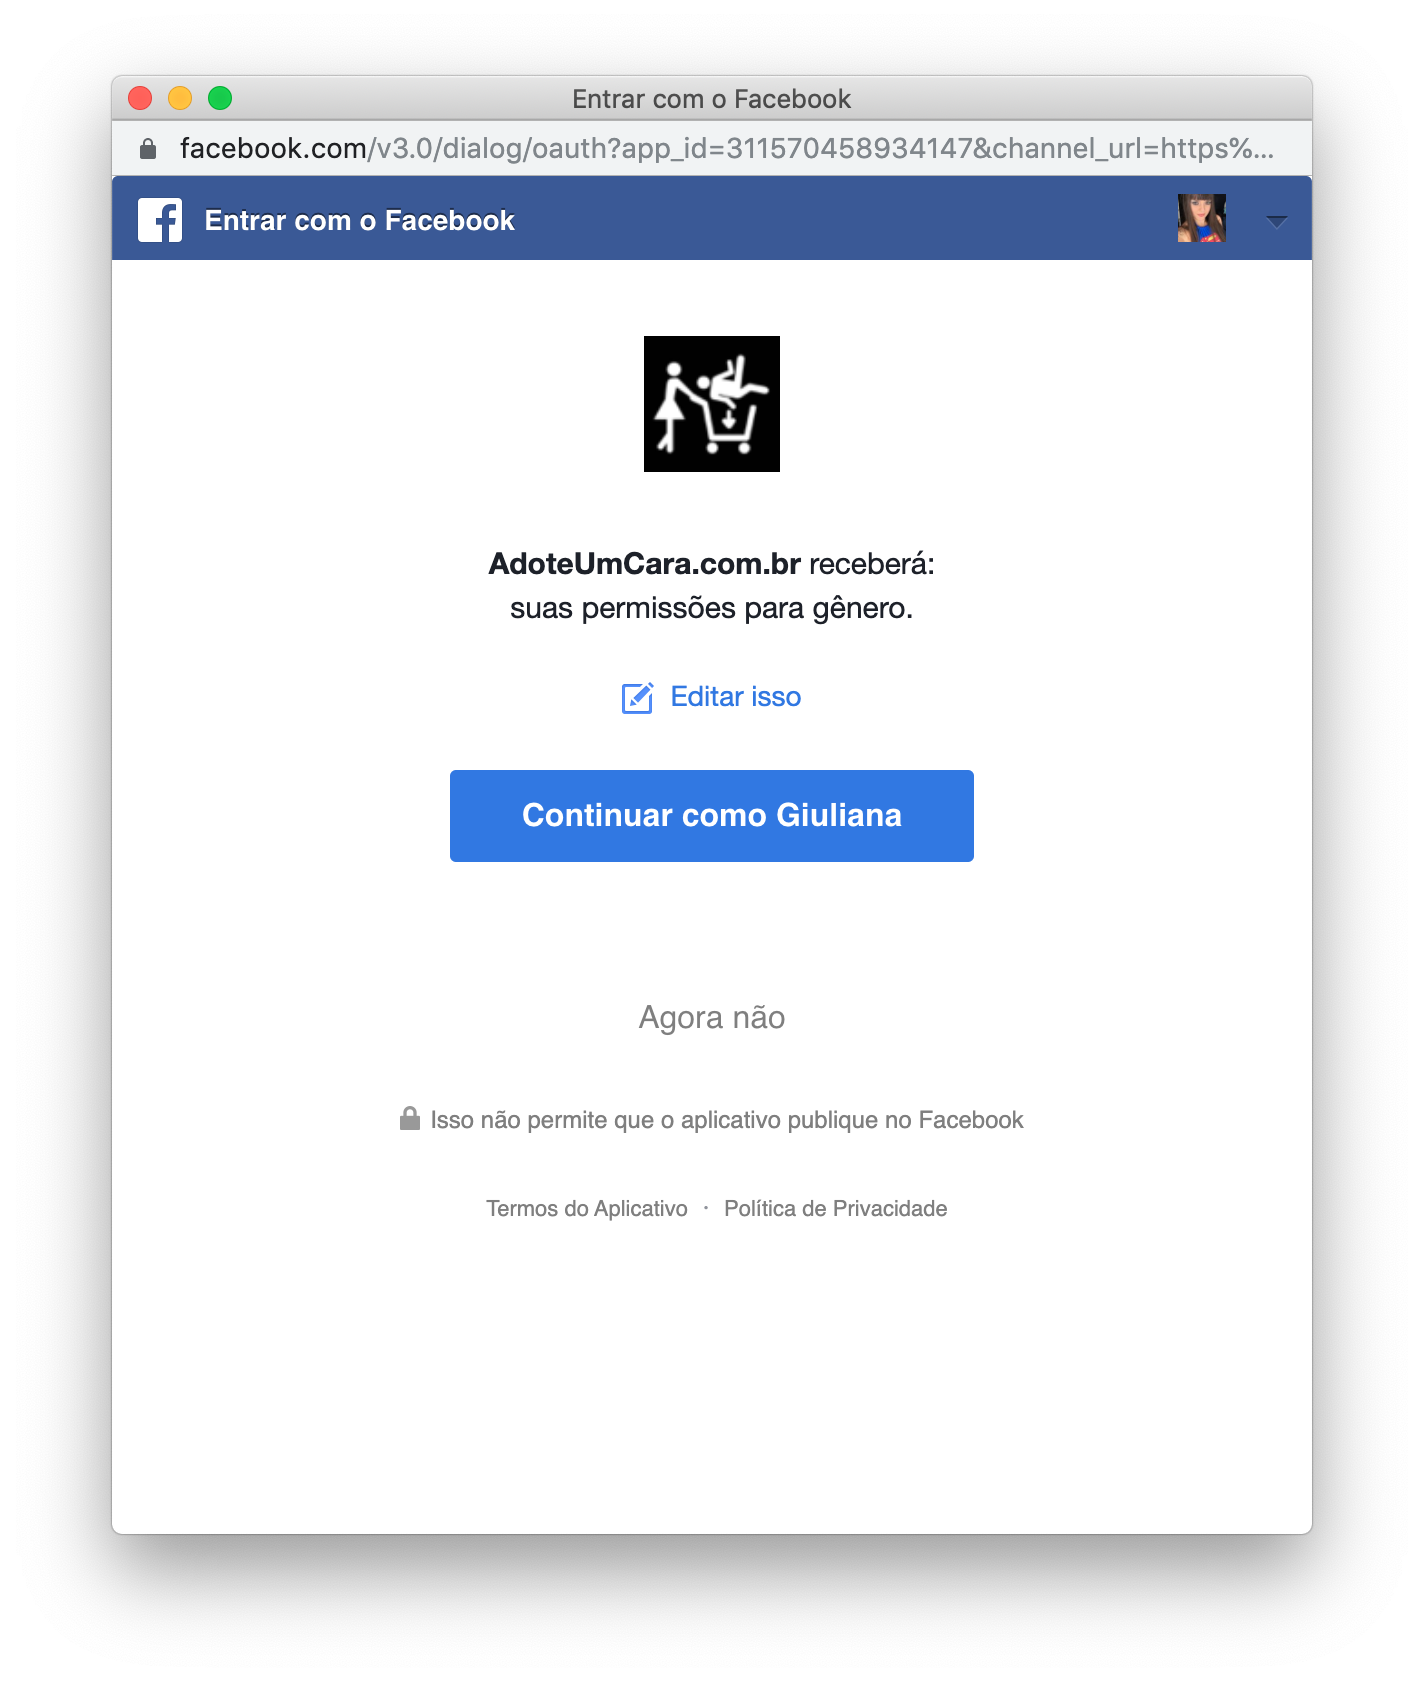 Entrar com o Facebook
facebook.com/v3.0/dialog/oauth?app_id=311570458934147&channel_url=https%...
Entrar com o Facebook
AdoteUmCara.com.br receberá:
suas permissões para gênero.
Editar isso
Continuar como Giuliana
Agora não
Isso não permite que o aplicativo publique no Facebook
Termos do Aplicativo · Política de Privacidade